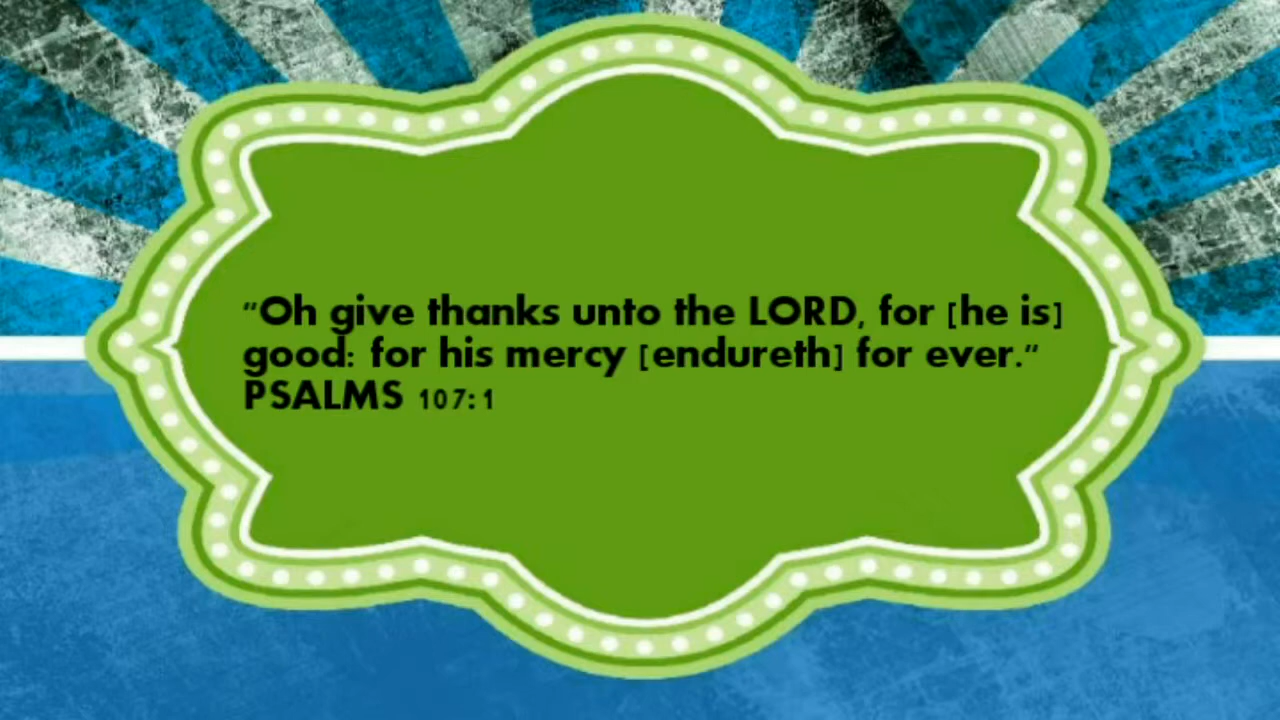 "Oh give thanks unto the LORD, for [he is]
good: for his mercy [endureth] for ever."
PSALMS 107:1